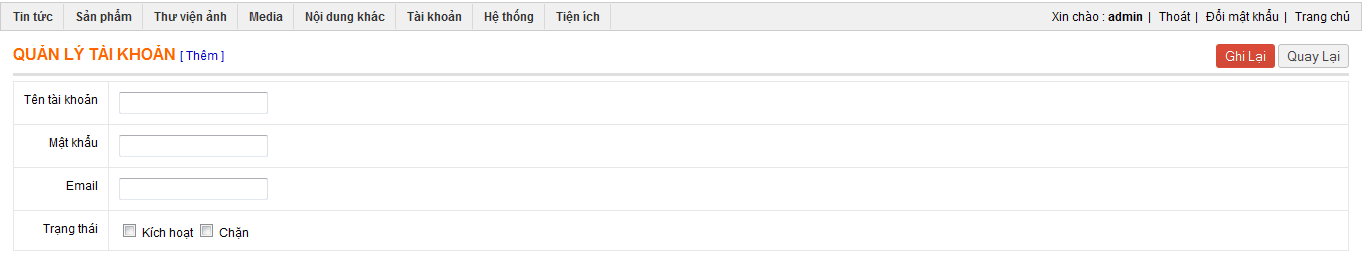 Tin tức Sản phẩm Thư viện ảnh Media Nội dung khác Tài khoản Hệ thống Tiện ích Xin chào : admin | Thoát | Đổi mật khẩu | Trang chủ
QUẢN LÝ TÀI KHOẢN [ Thêm ] Ghi Lại Quay Lại
Tên tài khoản
Mật khẩu
Email
Trạng thái Kích hoạt Chặn